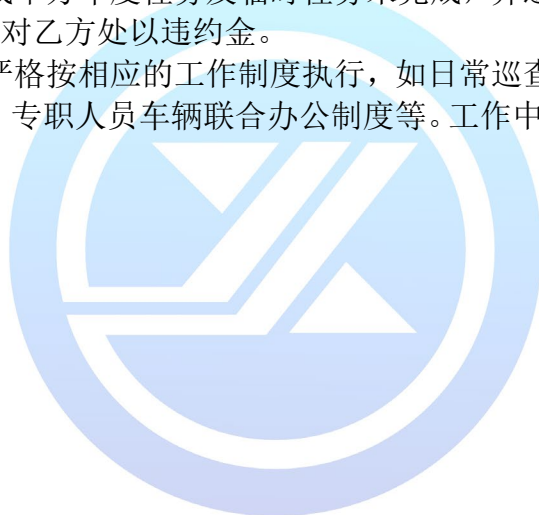 对乙方处以违约金。
严格按相应的工作制度执行，如日常巡查
专职人员车辆联合办公制度等。工作中